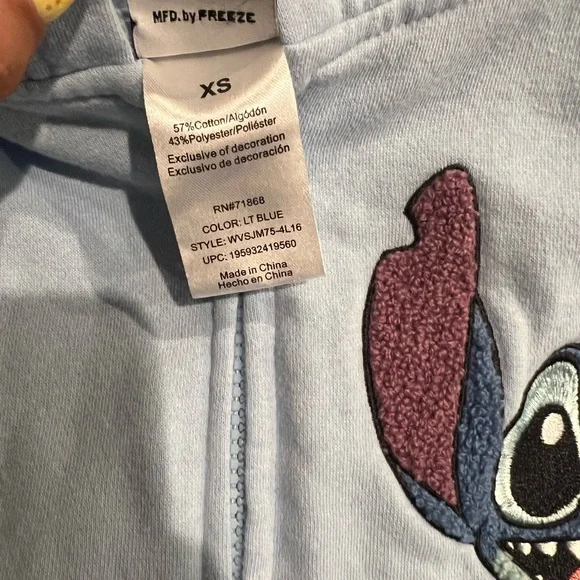 MFD. by FREEZE
XS
57%Cotton/Algódón
43%Polyester/Poliéster
Exclusive of decoration
Exclusivo de decoración
RN#71868
COLOR: LT BLUE
STYLE: WVSJM75-4L16
UPC: 195932419560
Made in China
Hecho en China